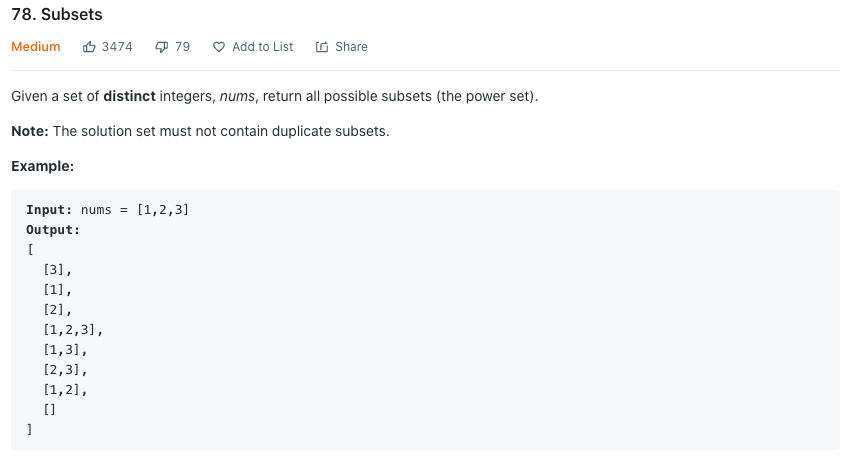 78. Subsets
Medium 3474 79 Add to List Share
Given a set of distinct integers, nums, return all possible subsets (the power set).
Note: The solution set must not contain duplicate subsets.
Example:
Input: nums = [1,2,3]
Output:
[
  [3],
  [1],
  [2],
  [1,2,3],
  [1,3],
  [2,3],
  [1,2],
  []
]